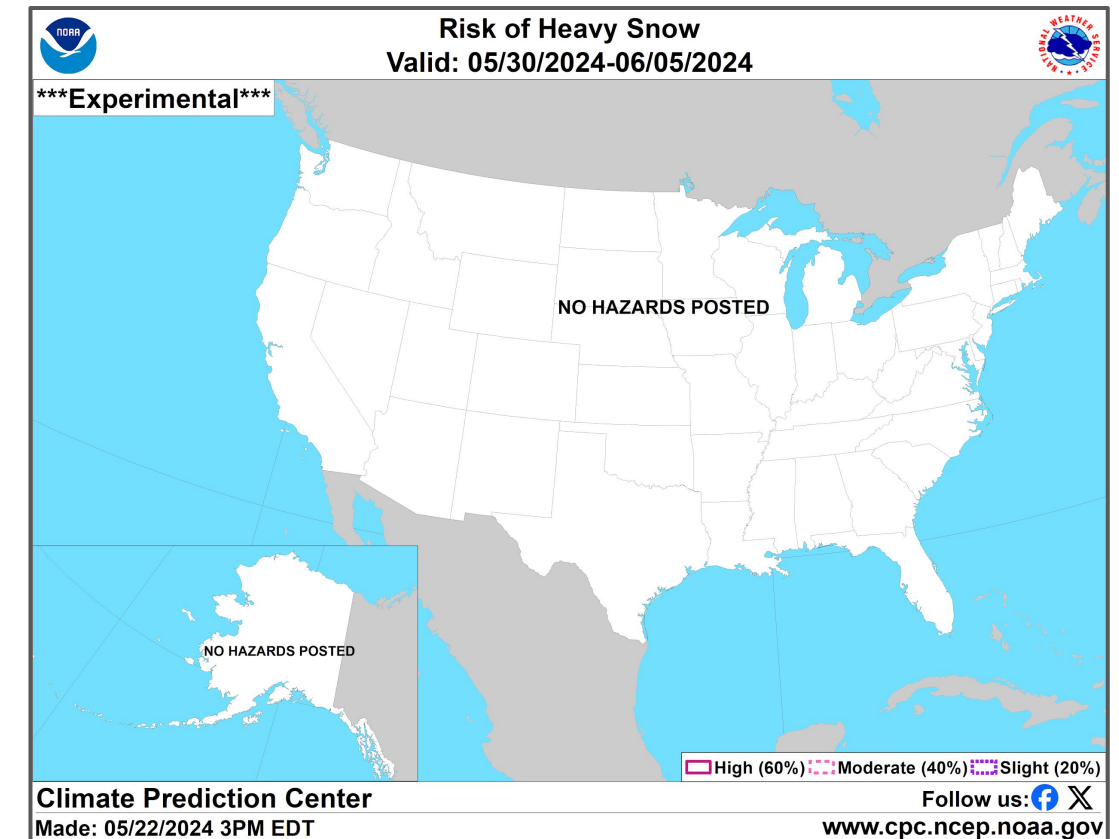 NOAA
Risk of Heavy Snow
Valid: 05/30/2024-06/05/2024
NATIONAL WEATHER SERVICE
***Experimental***
NO HAZARDS POSTED
NO HAZARDS POSTED
High (60%) Moderate (40%) Slight (20%)
Climate Prediction Center
Follow us:
Made: 05/22/2024 3PM EDT
www.cpc.ncep.noaa.gov